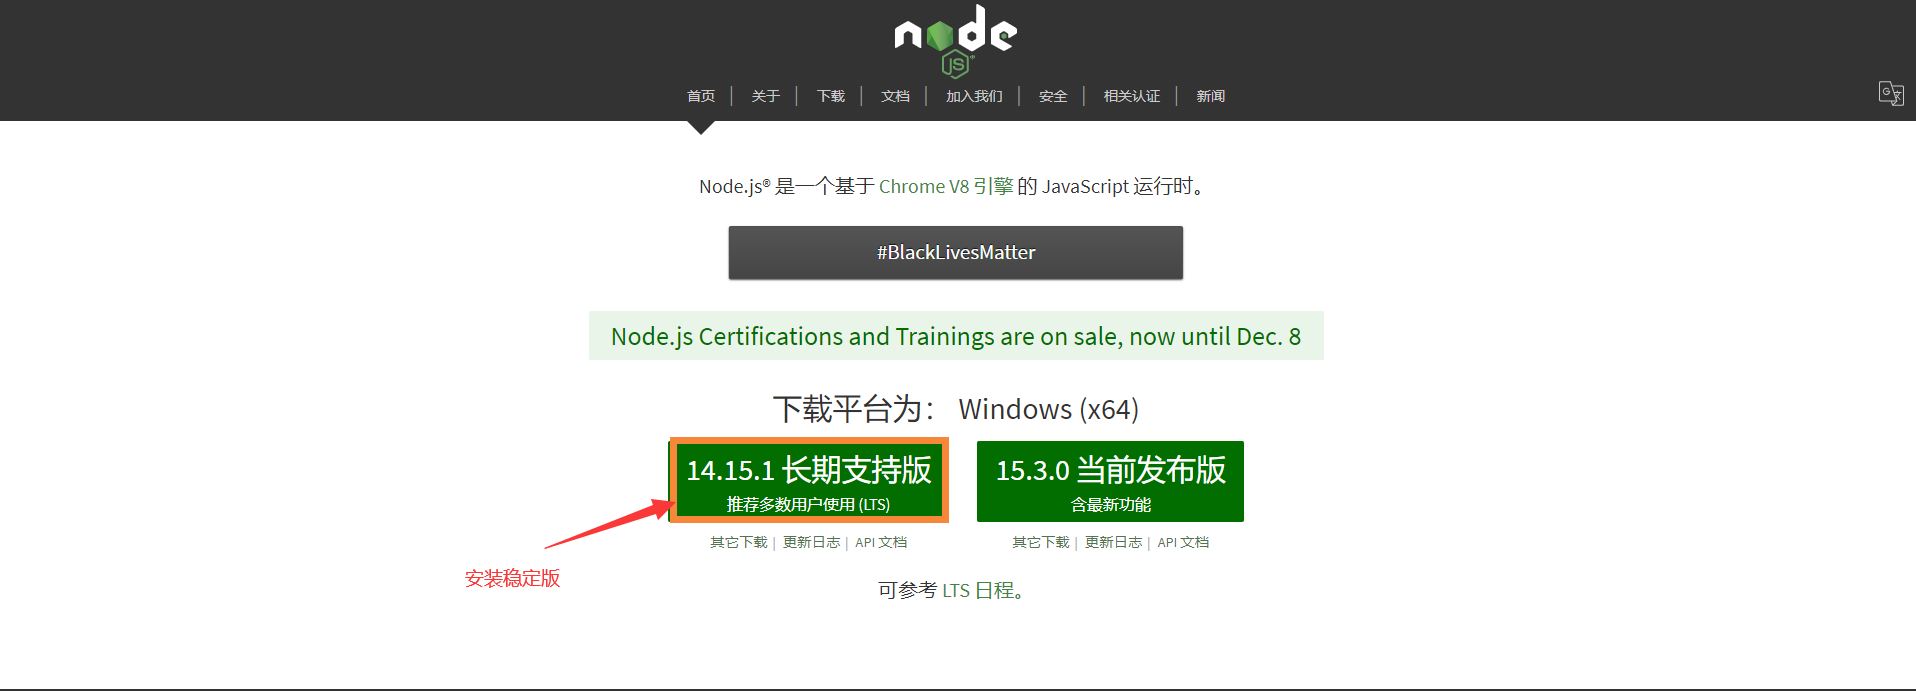 node
JS
首页 | 关于 | 下载 | 文档 | 加入我们 | 安全 | 相关认证 | 新闻
Node.js® 是一个基于 Chrome V8 引擎 的 JavaScript 运行时。
#BlackLivesMatter
Node.js Certifications and Trainings are on sale, now until Dec. 8
下载平台为： Windows (x64)
14.15.1 长期支持版
推荐多数用户使用 (LTS)
15.3.0 当前发布版
含最新功能
其它下载 | 更新日志 | API 文档
其它下载 | 更新日志 | API 文档
安装稳定版
可参考 LTS 日程。